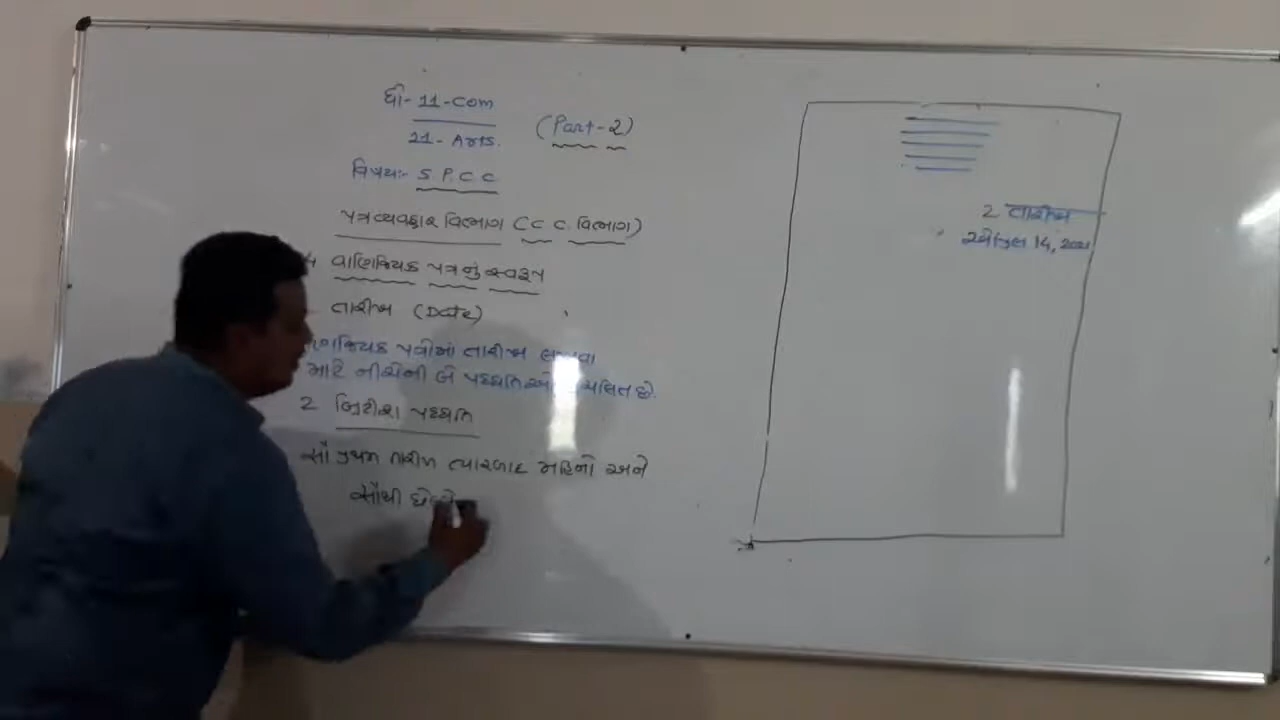 ધો- 11-com
11- Arts.
(Part-2)
વિષય:- S. P. C C
પત્રવ્યવહાર વિભાગ (C C વિભાગ)
4 વાણિજ્યિક પત્રનું સ્વરૂપ
તારીખ (Date)
પત્રોમાં તારીખ લખવા
માટે નીચેની બે પધ્ધતિઓ પ્રચલિત છે.
2 બ્રિટીશ પધ્ધતિ
સૌ પ્રથમ તારીખ ત્યારબાદ મહિનો અને
સૌથી છેલ્લે
2 તારીખ
એપ્રિલ 14, 2021